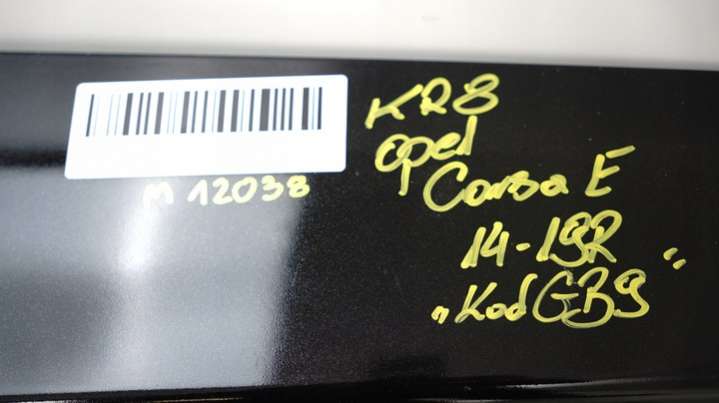 M 12038
KR8
Opel
Corsa E
14-19R
„Kod GB9"